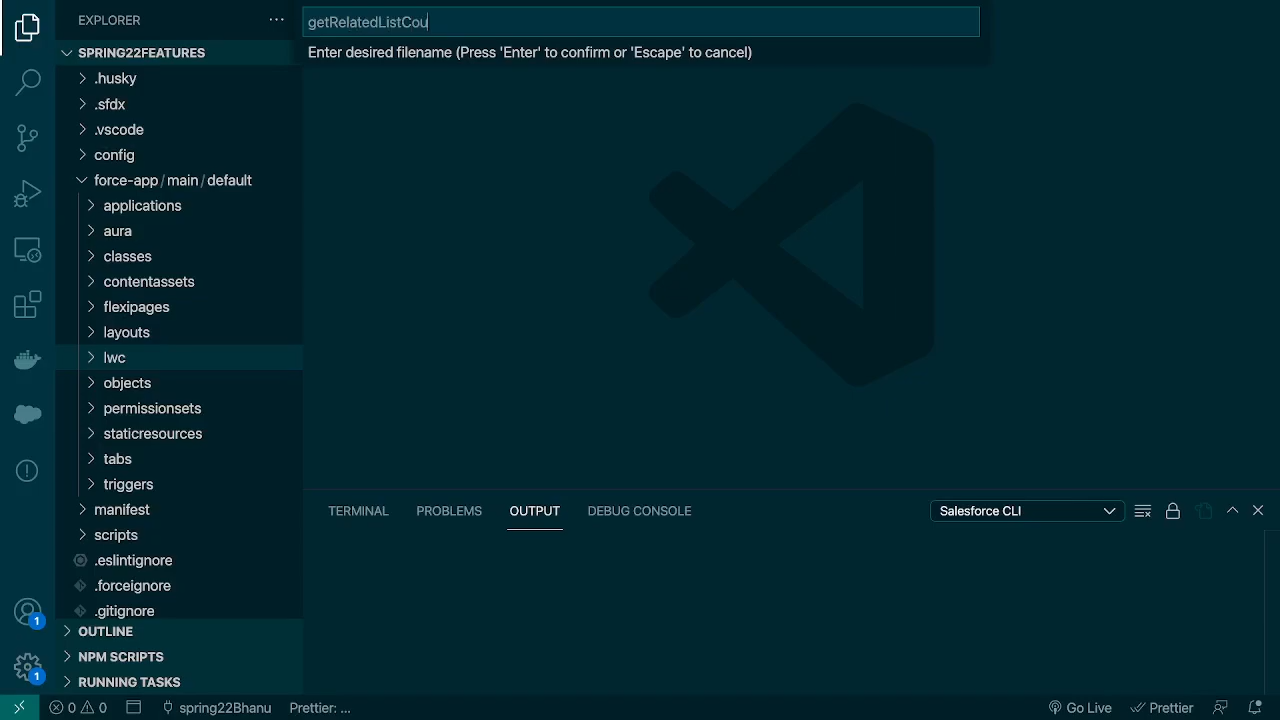 EXPLORER
getRelatedListCou
Enter desired filename (Press 'Enter' to confirm or 'Escape' to cancel)
SPRING22FEATURES
.husky
.sfdx
.vscode
config
force-app/main/default
applications
aura
classes
contentassets
flexipages
layouts
lwc
objects
permissionsets
staticresources
tabs
triggers
manifest
scripts
.eslintignore
.forceignore
.gitignore
OUTLINE
NPM SCRIPTS
RUNNING TASKS
TERMINAL PROBLEMS OUTPUT DEBUG CONSOLE
Salesforce CLI
1
1
0 0 spring22Bhanu Prettier: ... Go Live Prettier